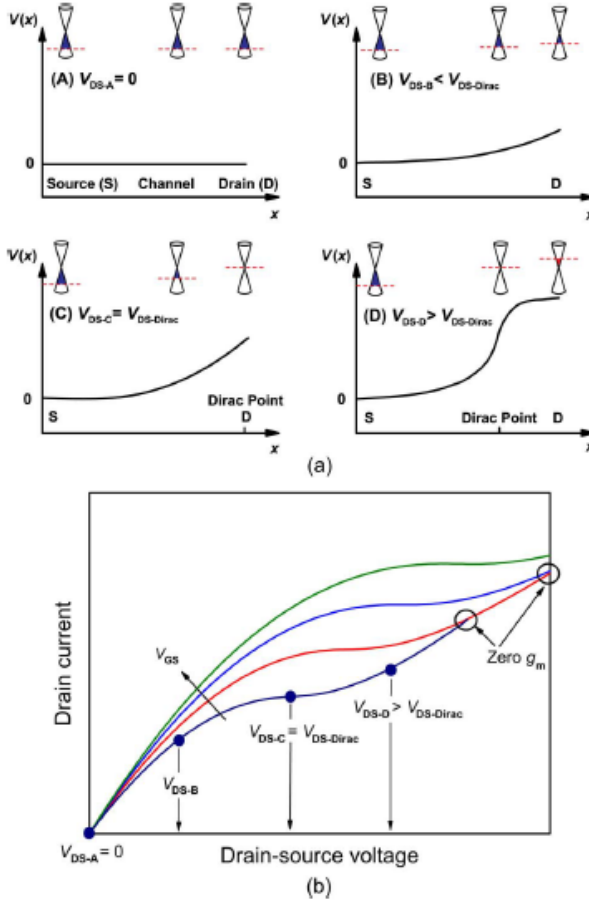 V(x)
(A) VDS-A = 0
0
Source (S) Channel Drain (D)
x
V(x)
(B) VDS-B < VDS-Dirac
0
S D
x
V(x)
(C) VDS-C = VDS-Dirac
0
Dirac Point
S D
x
V(x)
(D) VDS-D > VDS-Dirac
0
S Dirac Point D
x
(a)
Drain current
VGS
Zero gm
VDS-D > VDS-Dirac
VDS-C = VDS-Dirac
VDS-B
VDS-A = 0
Drain-source voltage
(b)